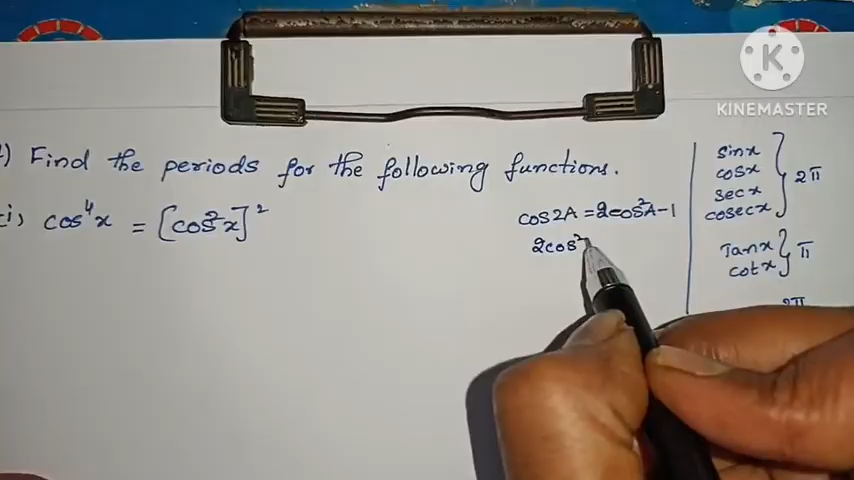 K
KINEMASTER
) Find the periods for the following functions.
i) cos⁴x = [cos²x]²
cos2A = 2cos²A-1
2cos²
sinx
cosx
secx
cosecx } 2π
Tanx
cotx } π
2π